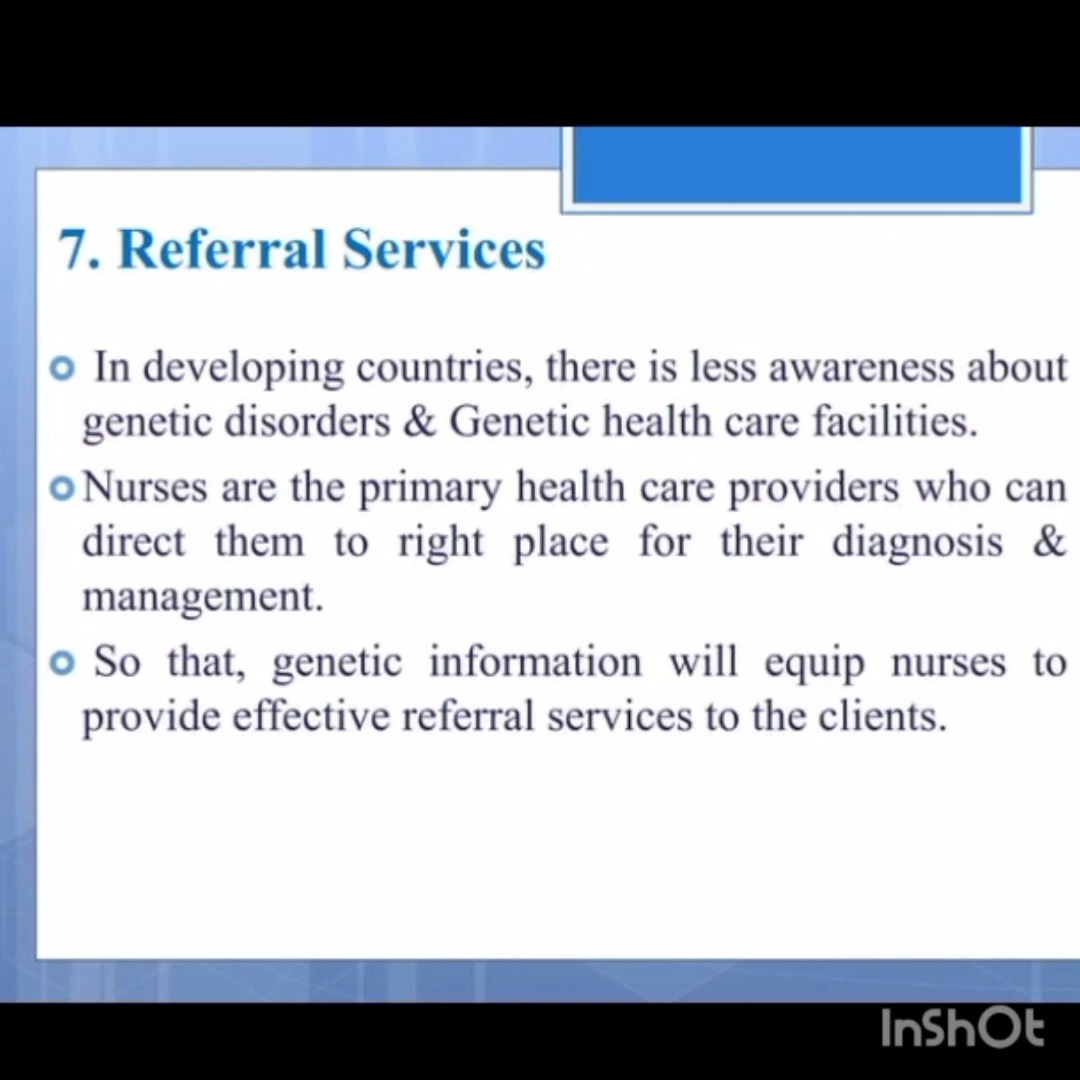 7. Referral Services
In developing countries, there is less awareness about
genetic disorders & Genetic health care facilities.
Nurses are the primary health care providers who can
direct them to right place for their diagnosis &
management.
So that, genetic information will equip nurses to
provide effective referral services to the clients.
InShOt